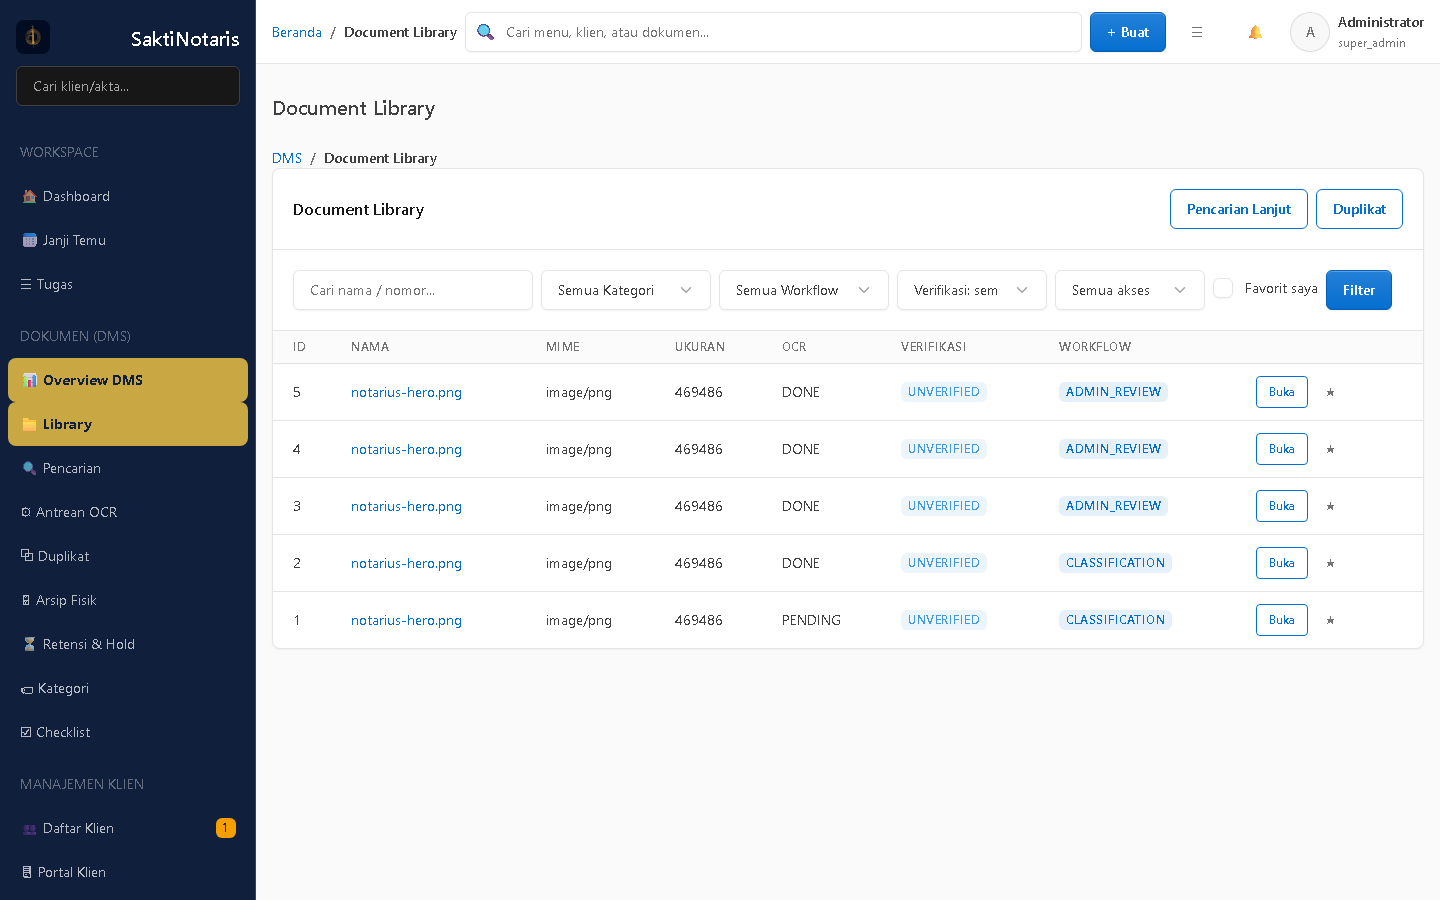 SaktiNotaris
Cari klien/akta...
WORKSPACE
Dashboard
Janji Temu
Tugas
DOKUMEN (DMS)
Overview DMS
Library
Pencarian
Antrean OCR
Duplikat
Arsip Fisik
Retensi & Hold
Kategori
Checklist
MANAJEMEN KLIEN
Daftar Klien 1
Portal Klien
Beranda / Document Library
Cari menu, klien, atau dokumen...
+ Buat
A
Administrator
super_admin
Document Library
DMS / Document Library
Document Library
Pencarian Lanjut Duplikat
Cari nama / nomor... Semua Kategori Semua Workflow Verifikasi: sem Semua akses Favorit saya Filter
ID NAMA MIME UKURAN OCR VERIFIKASI WORKFLOW
5 notarius-hero.png image/png 469486 DONE UNVERIFIED ADMIN_REVIEW Buka ★
4 notarius-hero.png image/png 469486 DONE UNVERIFIED ADMIN_REVIEW Buka ★
3 notarius-hero.png image/png 469486 DONE UNVERIFIED ADMIN_REVIEW Buka ★
2 notarius-hero.png image/png 469486 DONE UNVERIFIED CLASSIFICATION Buka ★
1 notarius-hero.png image/png 469486 PENDING UNVERIFIED CLASSIFICATION Buka ★